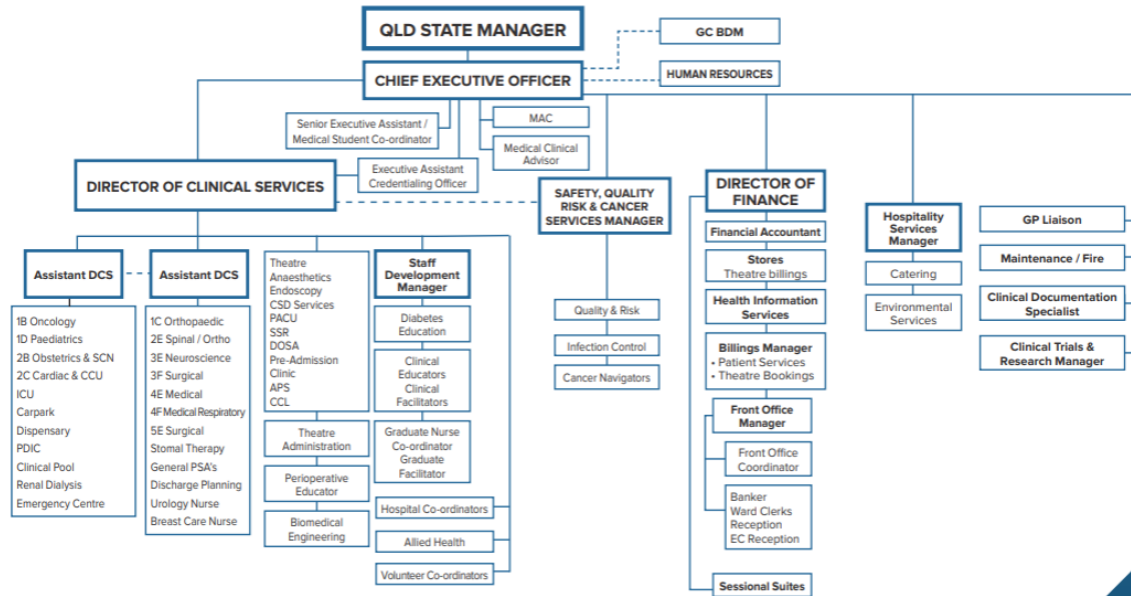 QLD STATE MANAGER
GC BDM
CHIEF EXECUTIVE OFFICER
HUMAN RESOURCES
Senior Executive Assistant /
Medical Student Co-ordinator
MAC
Medical Clinical
Advisor
Executive Assistant
Credentialing Officer
DIRECTOR OF CLINICAL SERVICES
SAFETY, QUALITY
RISK & CANCER
SERVICES MANAGER
DIRECTOR OF
FINANCE
Hospitality
Services
Manager
GP Liaison
Maintenance / Fire
Clinical Documentation
Specialist
Clinical Trials &
Research Manager
Catering
Environmental
Services
Financial Accountant
Stores
Theatre billings
Health Information
Services
Billings Manager
• Patient Services
• Theatre Bookings
Front Office
Manager
Front Office
Coordinator
Banker
Ward Clerks
Reception
EC Reception
Sessional Suites
Quality & Risk
Infection Control
Cancer Navigators
Assistant DCS
1B Oncology
1D Paediatrics
2B Obstetrics & SCN
2C Cardiac & CCU
ICU
Carpark
Dispensary
PDIC
Clinical Pool
Renal Dialysis
Emergency Centre
Assistant DCS
1C Orthopaedic
2E Spinal / Ortho
3E Neuroscience
3F Surgical
4E Medical
4F Medical Respiratory
5E Surgical
Stomal Therapy
General PSA's
Discharge Planning
Urology Nurse
Breast Care Nurse
Theatre
Anaesthetics
Endoscopy
CSD Services
PACU
SSR
DOSA
Pre-Admission
Clinic
APS
CCL
Theatre
Administration
Perioperative
Educator
Biomedical
Engineering
Staff
Development
Manager
Diabetes
Education
Clinical
Educators
Clinical
Facilitators
Graduate Nurse
Co-ordinator
Graduate
Facilitator
Hospital Co-ordinators
Allied Health
Volunteer Co-ordinators